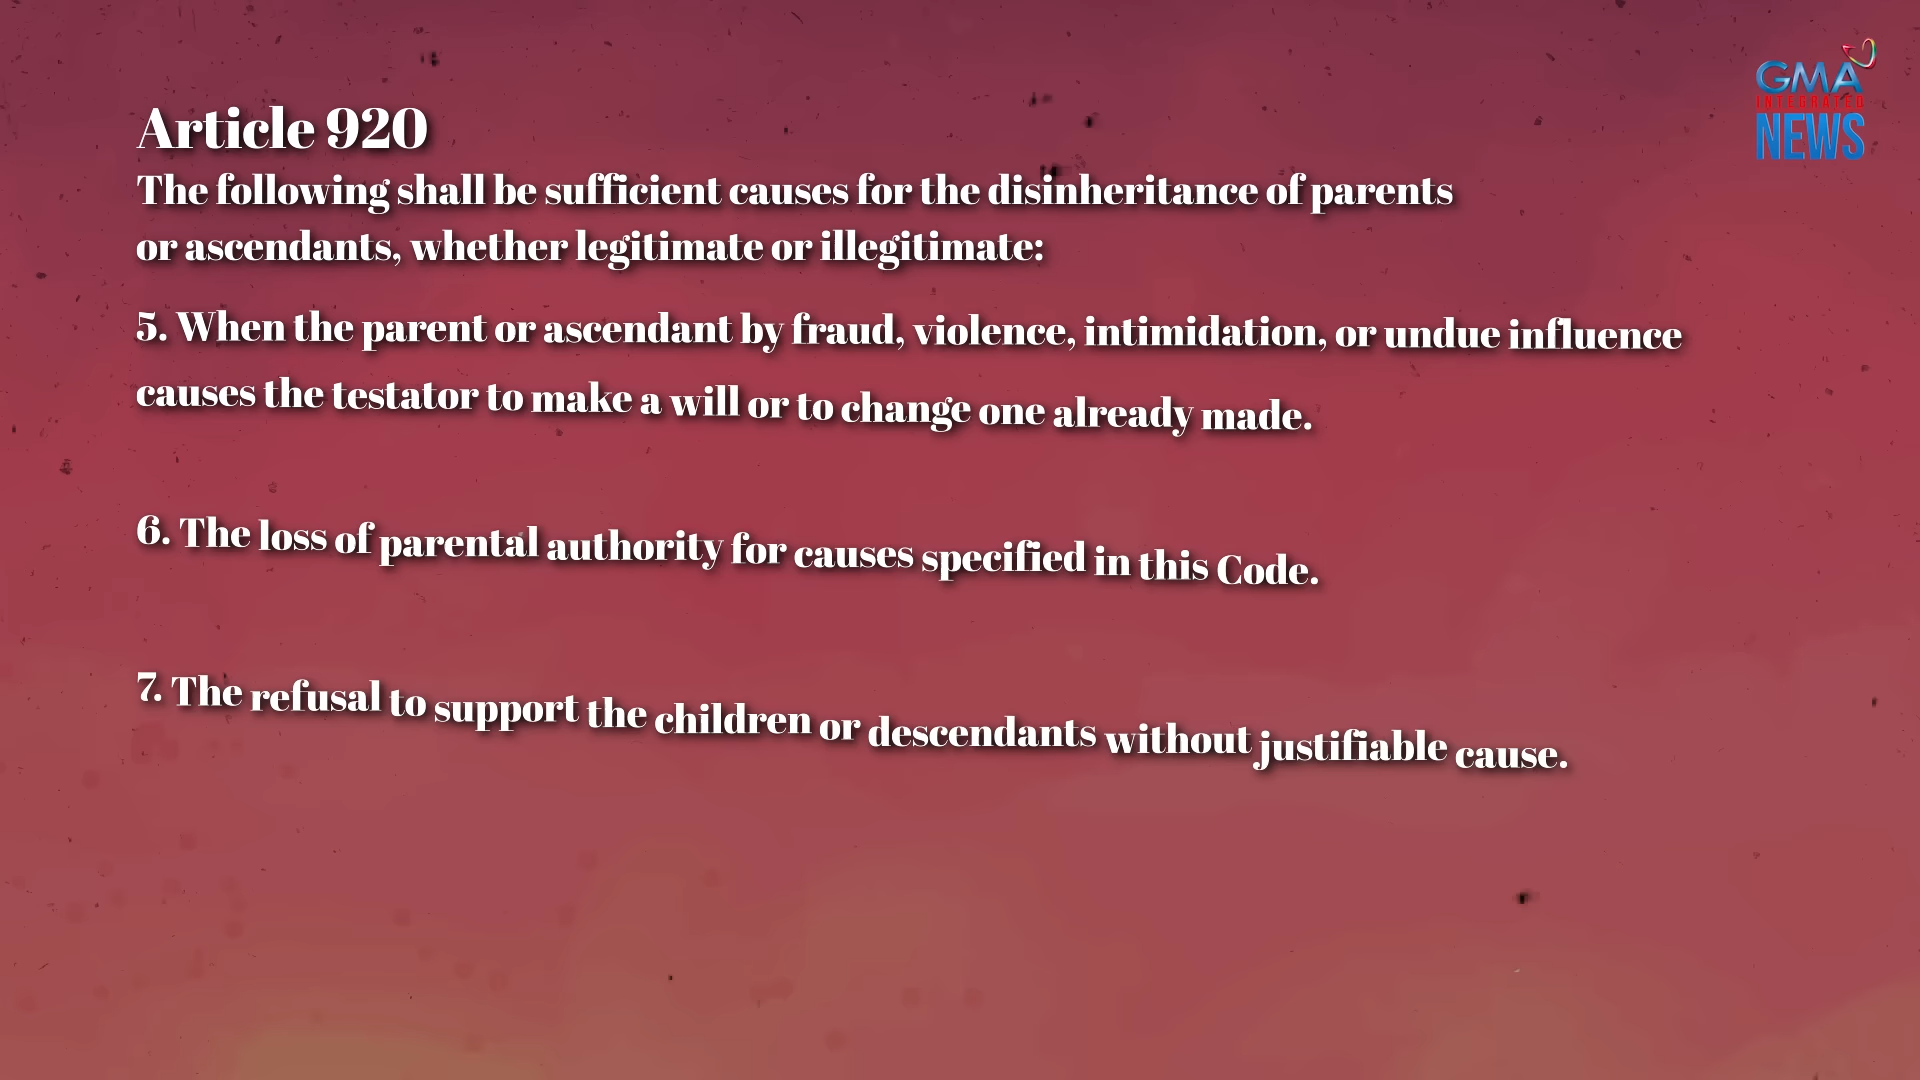 GMA
INTEGRATED
NEWS
Article 920
The following shall be sufficient causes for the disinheritance of parents
or ascendants, whether legitimate or illegitimate:
5. When the parent or ascendant by fraud, violence, intimidation, or undue influence
causes the testator to make a will or to change one already made.
6. The loss of parental authority for causes specified in this Code.
7. The refusal to support the children or descendants without justifiable cause.